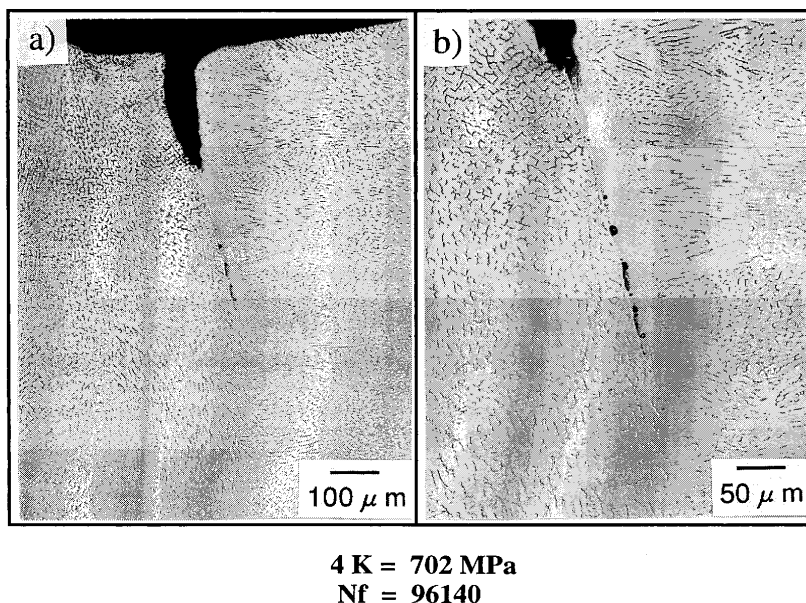 a)
b)
100 μ m
50 μ m
4 K = 702 MPa
Nf = 96140